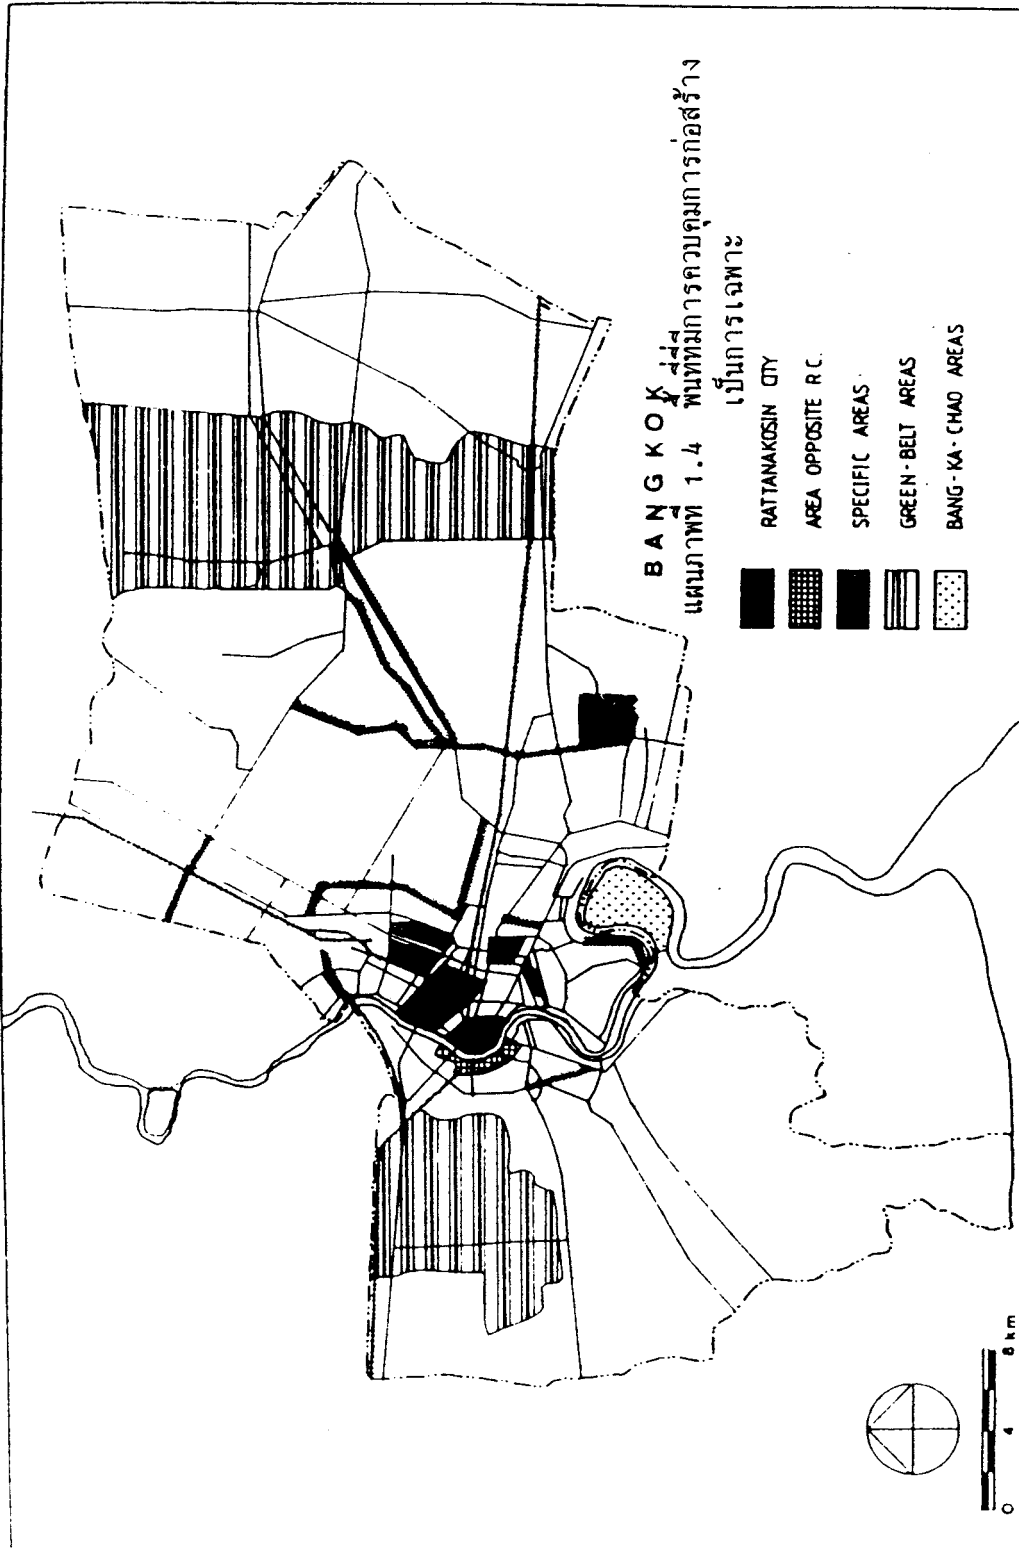 BANGKOK
แผนภาพที่ 1.4 พื้นที่ที่มีการควบคุมการก่อสร้าง
เป็นการเฉพาะ
RATTANAKOSIN CITY
AREA OPPOSITE R.C.
SPECIFIC AREAS
GREEN-BELT AREAS
BANG-KA-CHAO AREAS
0 4 8 km